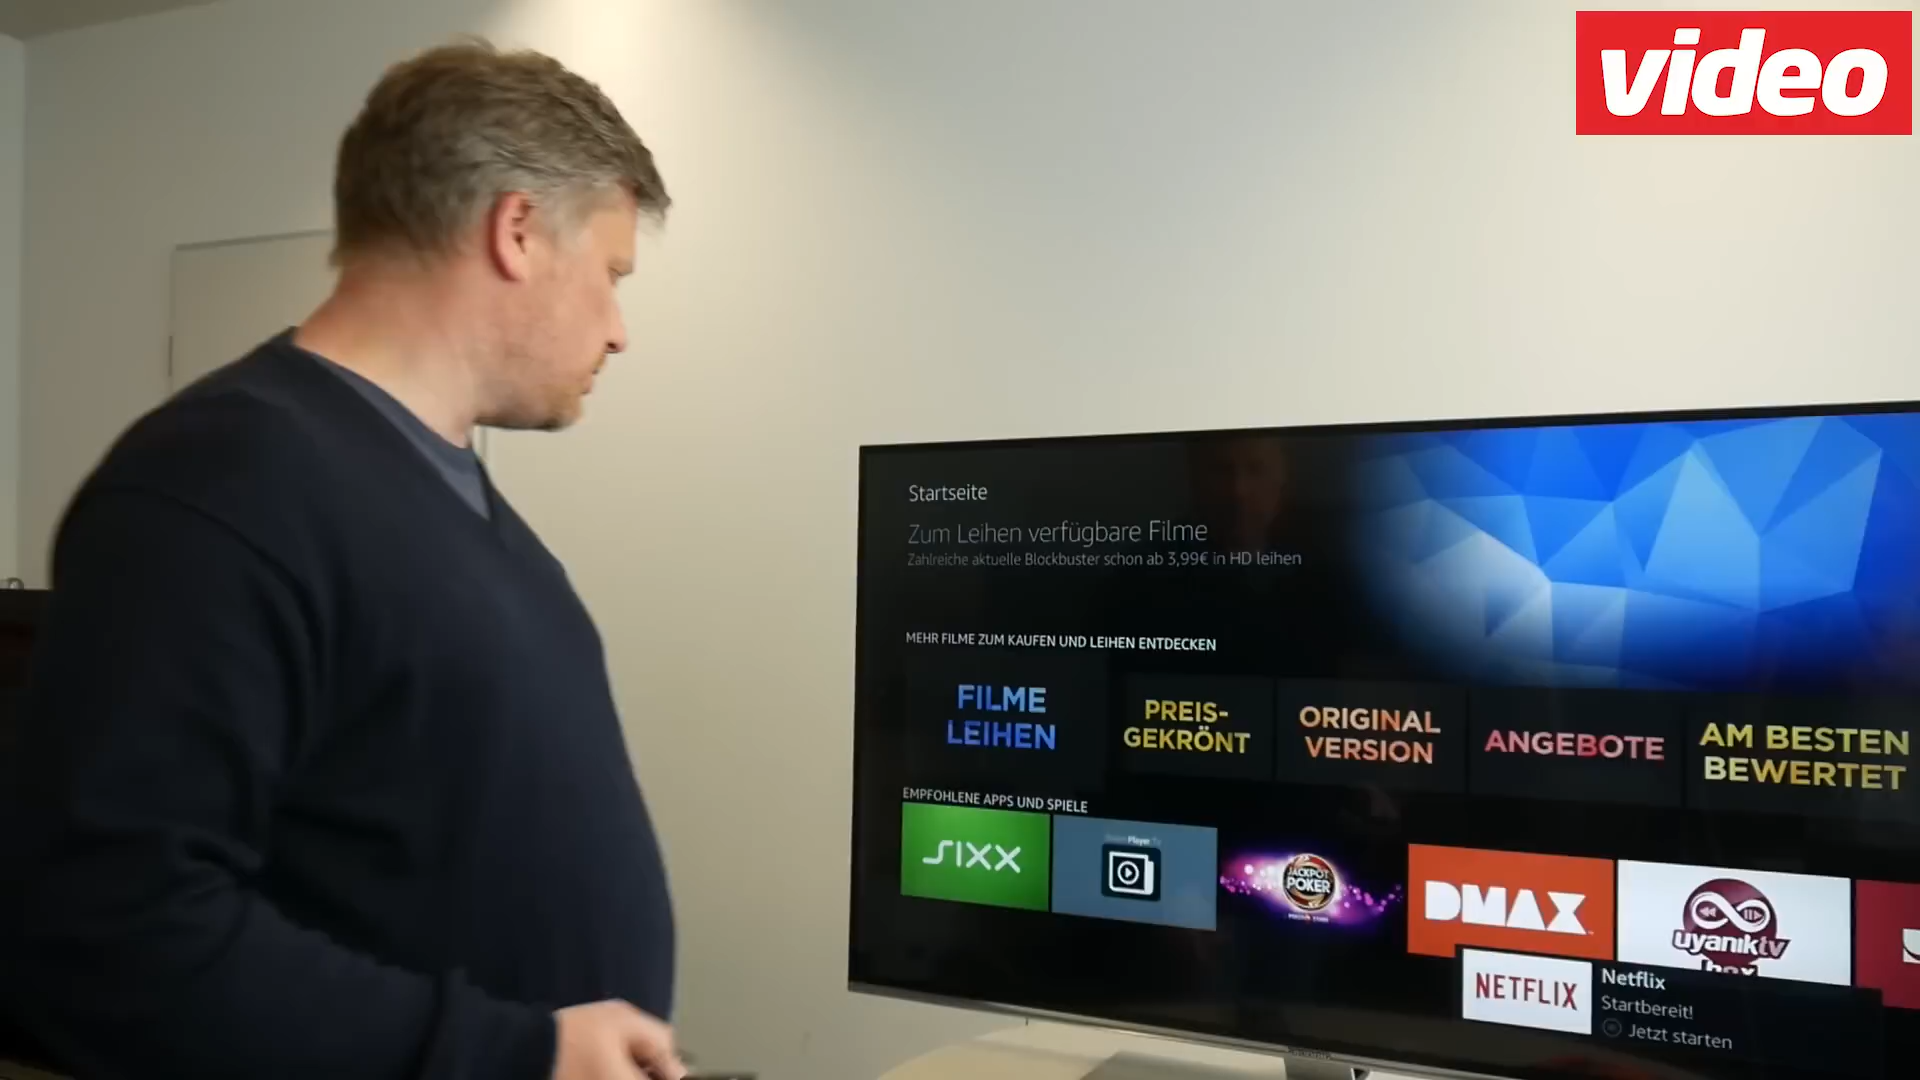 video
Startseite
Zum Leihen verfügbare Filme
Zahlreiche aktuelle Blockbuster schon ab 3,99€ in HD leihen
MEHR FILME ZUM KAUFEN UND LEIHEN ENTDECKEN
FILME
LEIHEN
PREIS-
GEKRÖNT
ORIGINAL
VERSION
ANGEBOTE
AM BESTEN
BEWERTET
EMPFOHLENE APPS UND SPIELE
SIXX
JACKPOT
POKER
DMAX
uyanıktv
box
NETFLIX
Netflix
Startbereit!
Jetzt starten